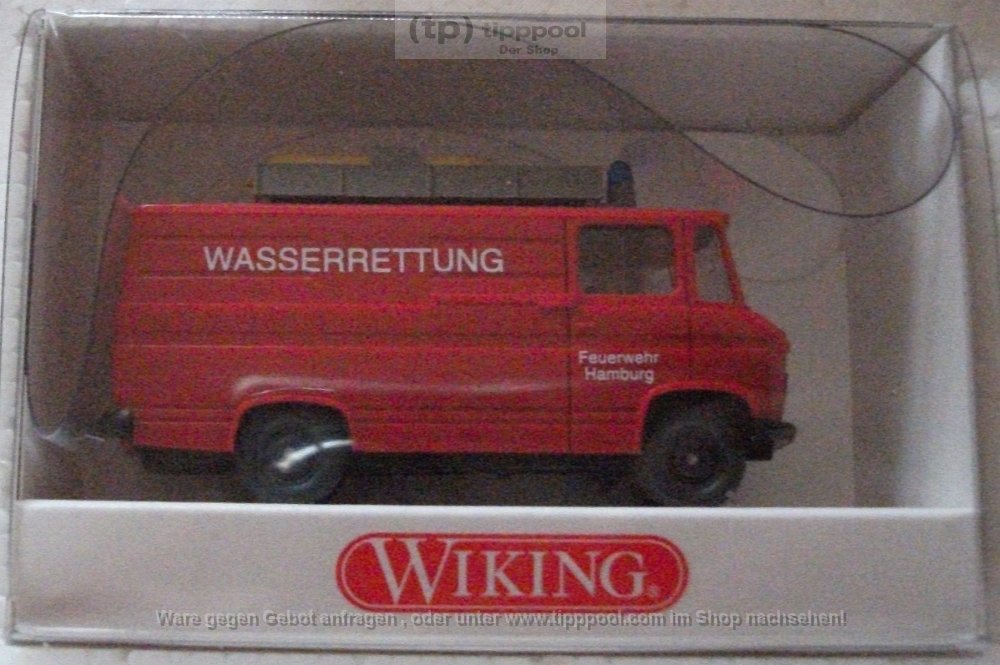 (tp) tipppool
Der Shop
WASSERRETTUNG
Feuerwehr
Hamburg
WIKING®
Ware gegen Gebot anfragen , oder unter www.tipppool.com im Shop nachsehen!